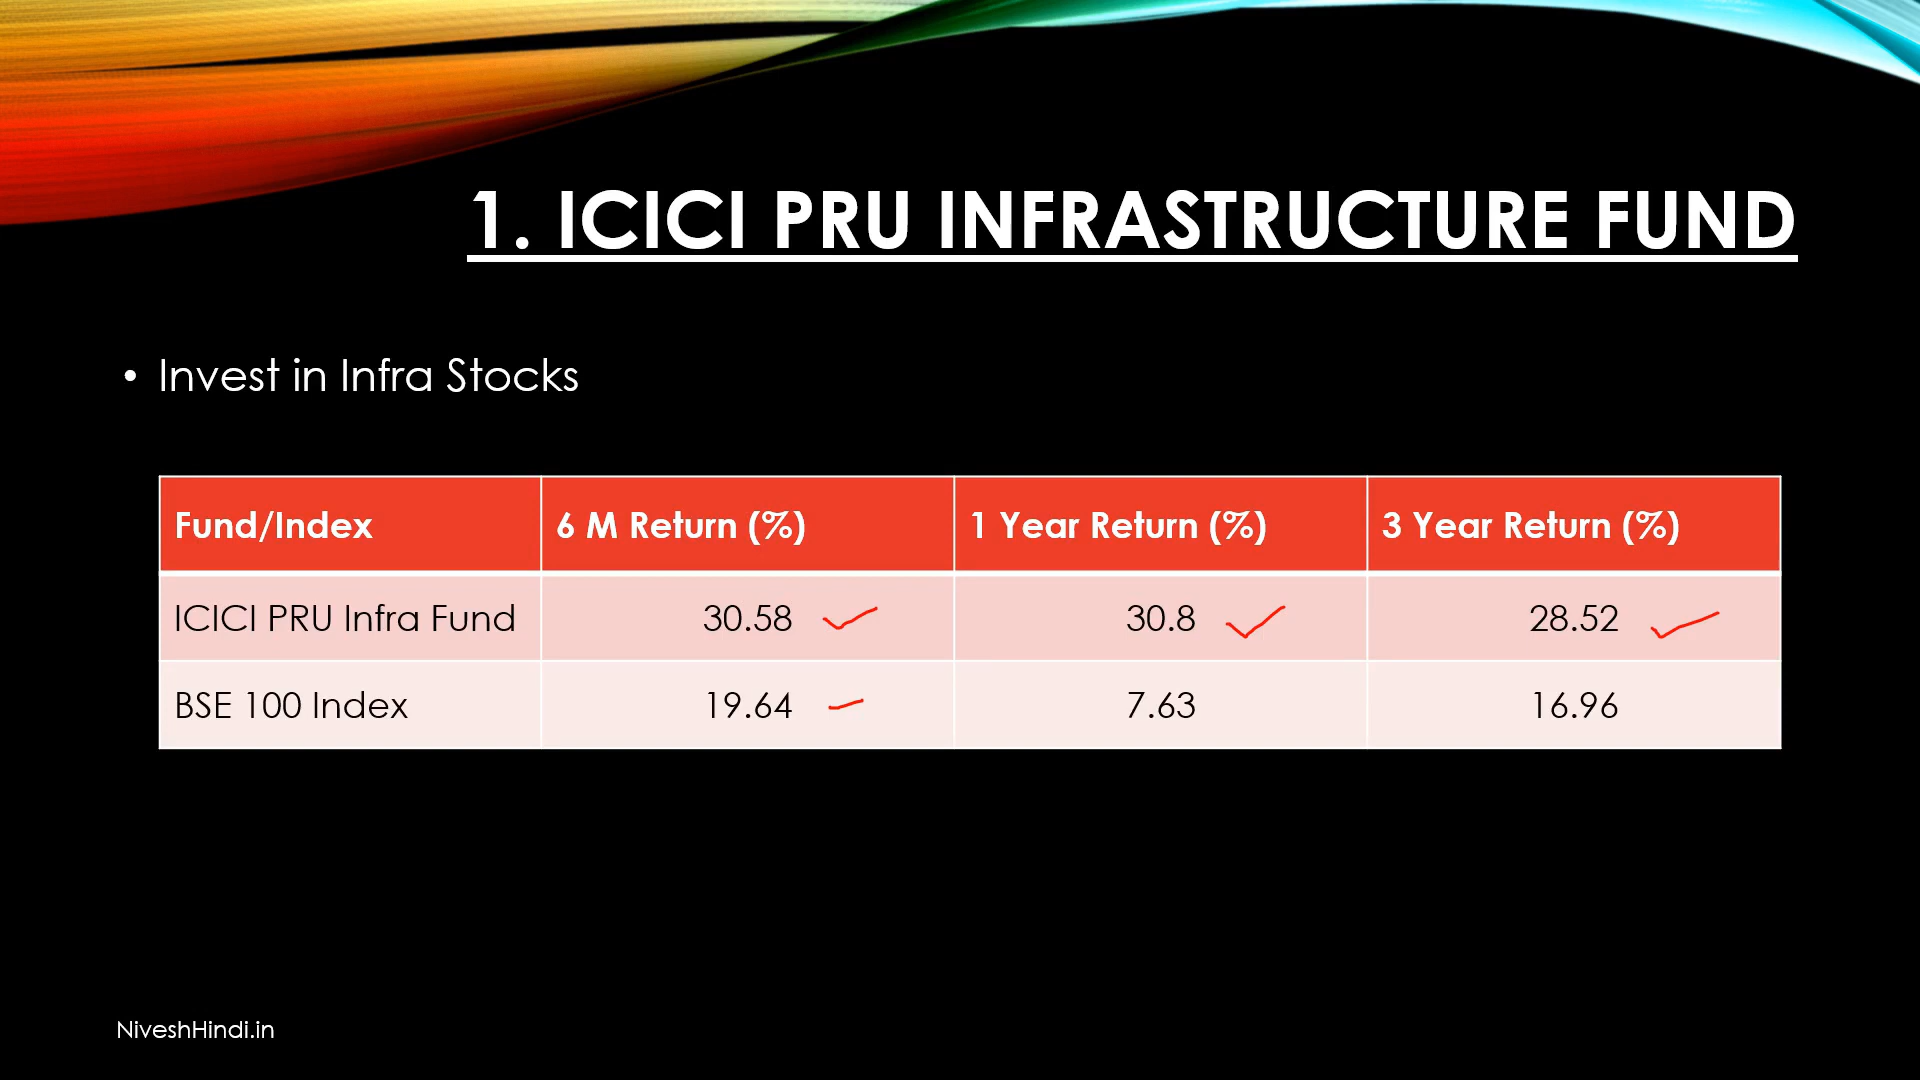 1. ICICI PRU INFRASTRUCTURE FUND
• Invest in Infra Stocks
Fund/Index 6 M Return (%) 1 Year Return (%) 3 Year Return (%)
ICICI PRU Infra Fund 30.58 30.8 28.52
BSE 100 Index 19.64 7.63 16.96
NiveshHindi.in